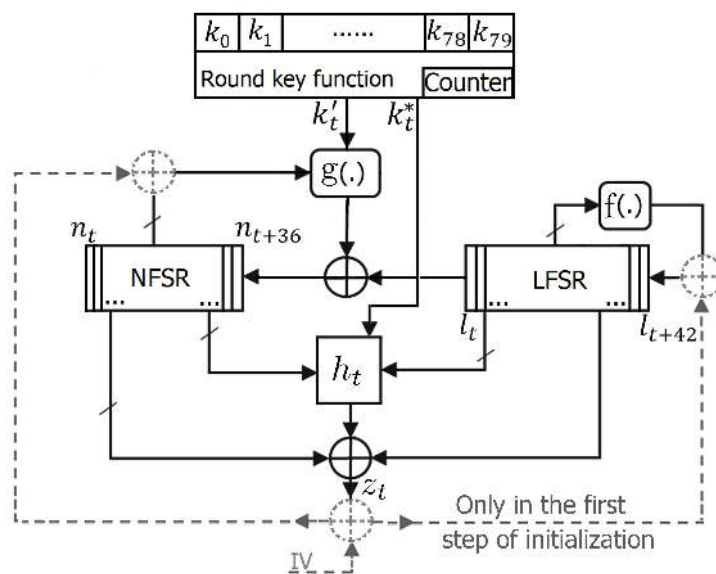 k₀ k₁ ...... k₇₈ k₇₉
Round key function Counter
k′ₜ k*ₜ
g(.)
f(.)
nₜ nₜ₊₃₆
NFSR
... ...
LFSR
... ...
lₜ lₜ₊₄₂
hₜ
zₜ
Only in the first
step of initialization
IV